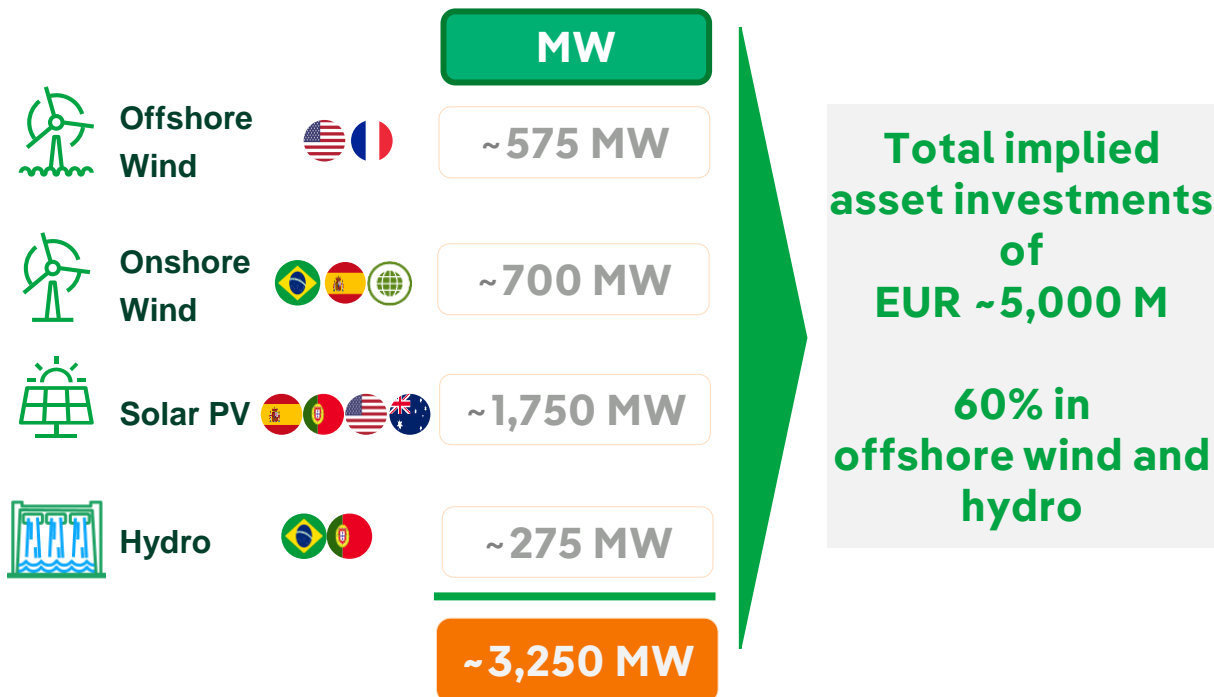 MW
Offshore
Wind
~575 MW
Onshore
Wind
~700 MW
Solar PV
~1,750 MW
Hydro
~275 MW
~3,250 MW
Total implied
asset investments
of
EUR ~5,000 M
60% in
offshore wind and
hydro